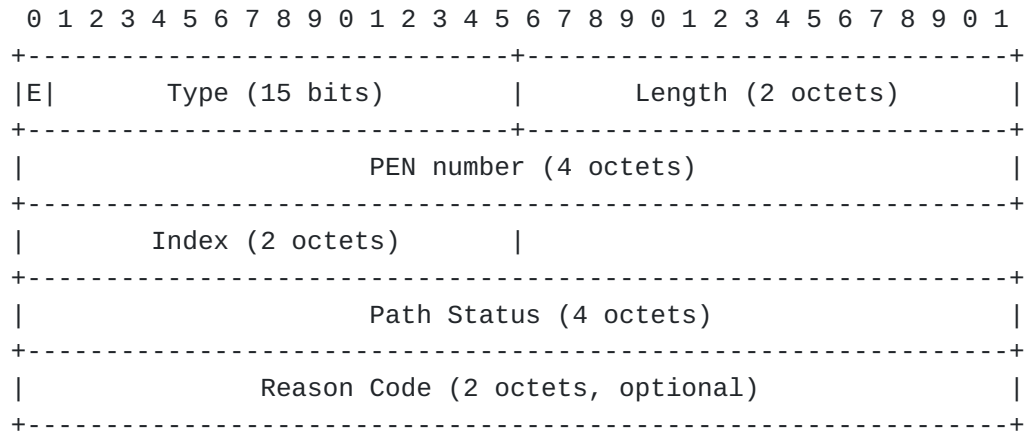 0 1 2 3 4 5 6 7 8 9 0 1 2 3 4 5 6 7 8 9 0 1 2 3 4 5 6 7 8 9 0 1
+-------------------------------+-------------------------------+
|E|       Type (15 bits)        |       Length (2 octets)       |
+-------------------------------+-------------------------------+
|                      PEN number (4 octets)                    |
+---------------------------------------------------------------+
|        Index (2 octets)       |
+---------------------------------------------------------------+
|                      Path Status (4 octets)                   |
+---------------------------------------------------------------+
|               Reason Code (2 octets, optional)                |
+---------------------------------------------------------------+